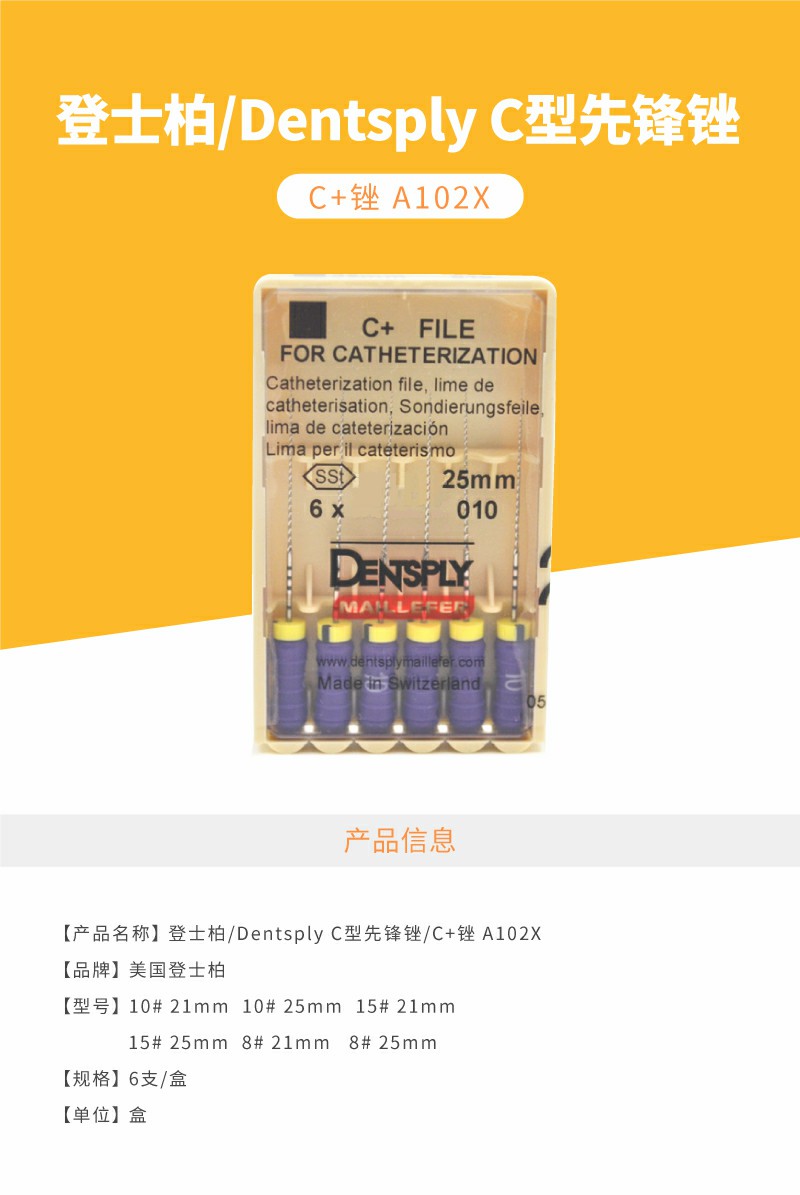 登士柏/Dentsply C型先锋锉
C+锉 A102X
C+ FILE
FOR CATHETERIZATION
Catheterization file, lime de
catheterisation, Sondierungsfeile,
lima de cateterización
Lima per il cateterismo
SSt
25mm
6 x
010
DENTSPLY
MAILLEFER
www.dentsplymaillefer.com
Made in Switzerland
10
10
05
产品信息
【产品名称】登士柏/Dentsply C型先锋锉/C+锉 A102X
【品牌】美国登士柏
【型号】10# 21mm 10# 25mm 15# 21mm
15# 25mm 8# 21mm 8# 25mm
【规格】6支/盒
【单位】盒